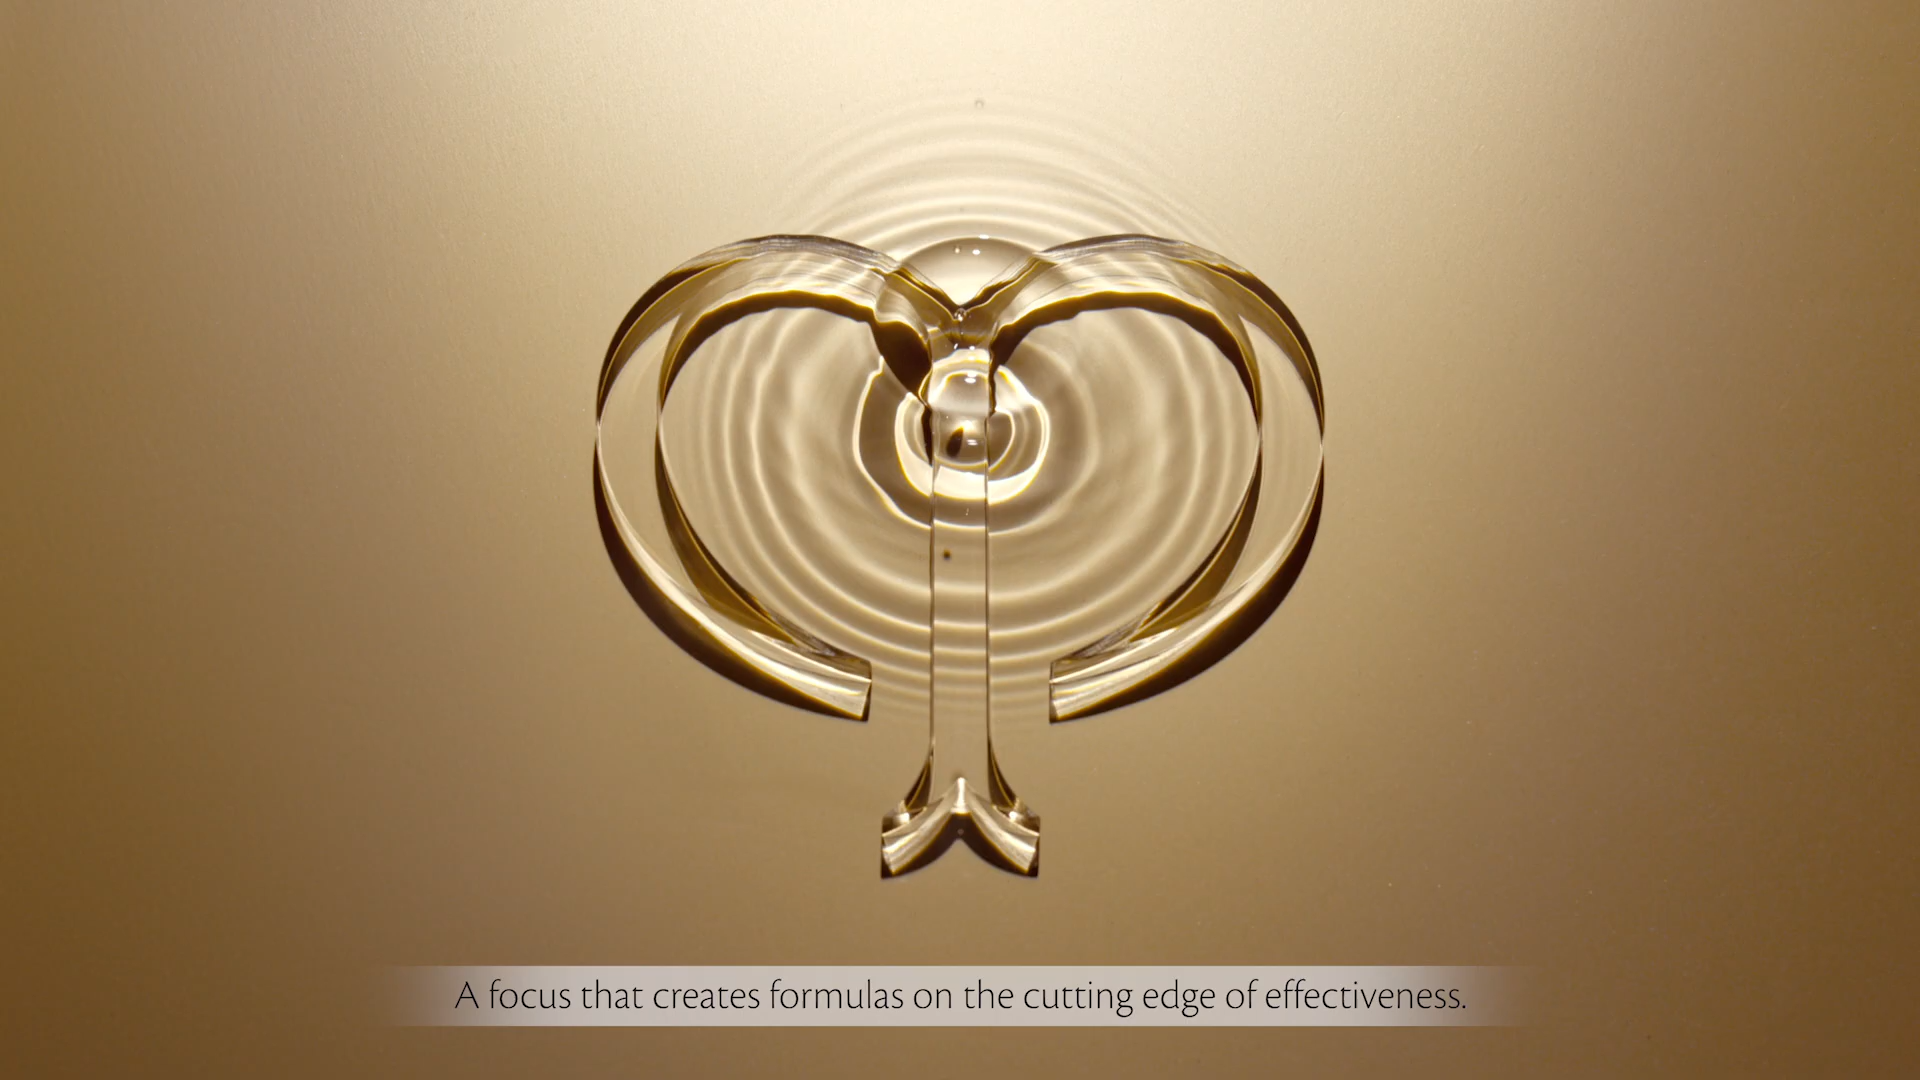 A focus that creates formulas on the cutting edge of effectiveness.